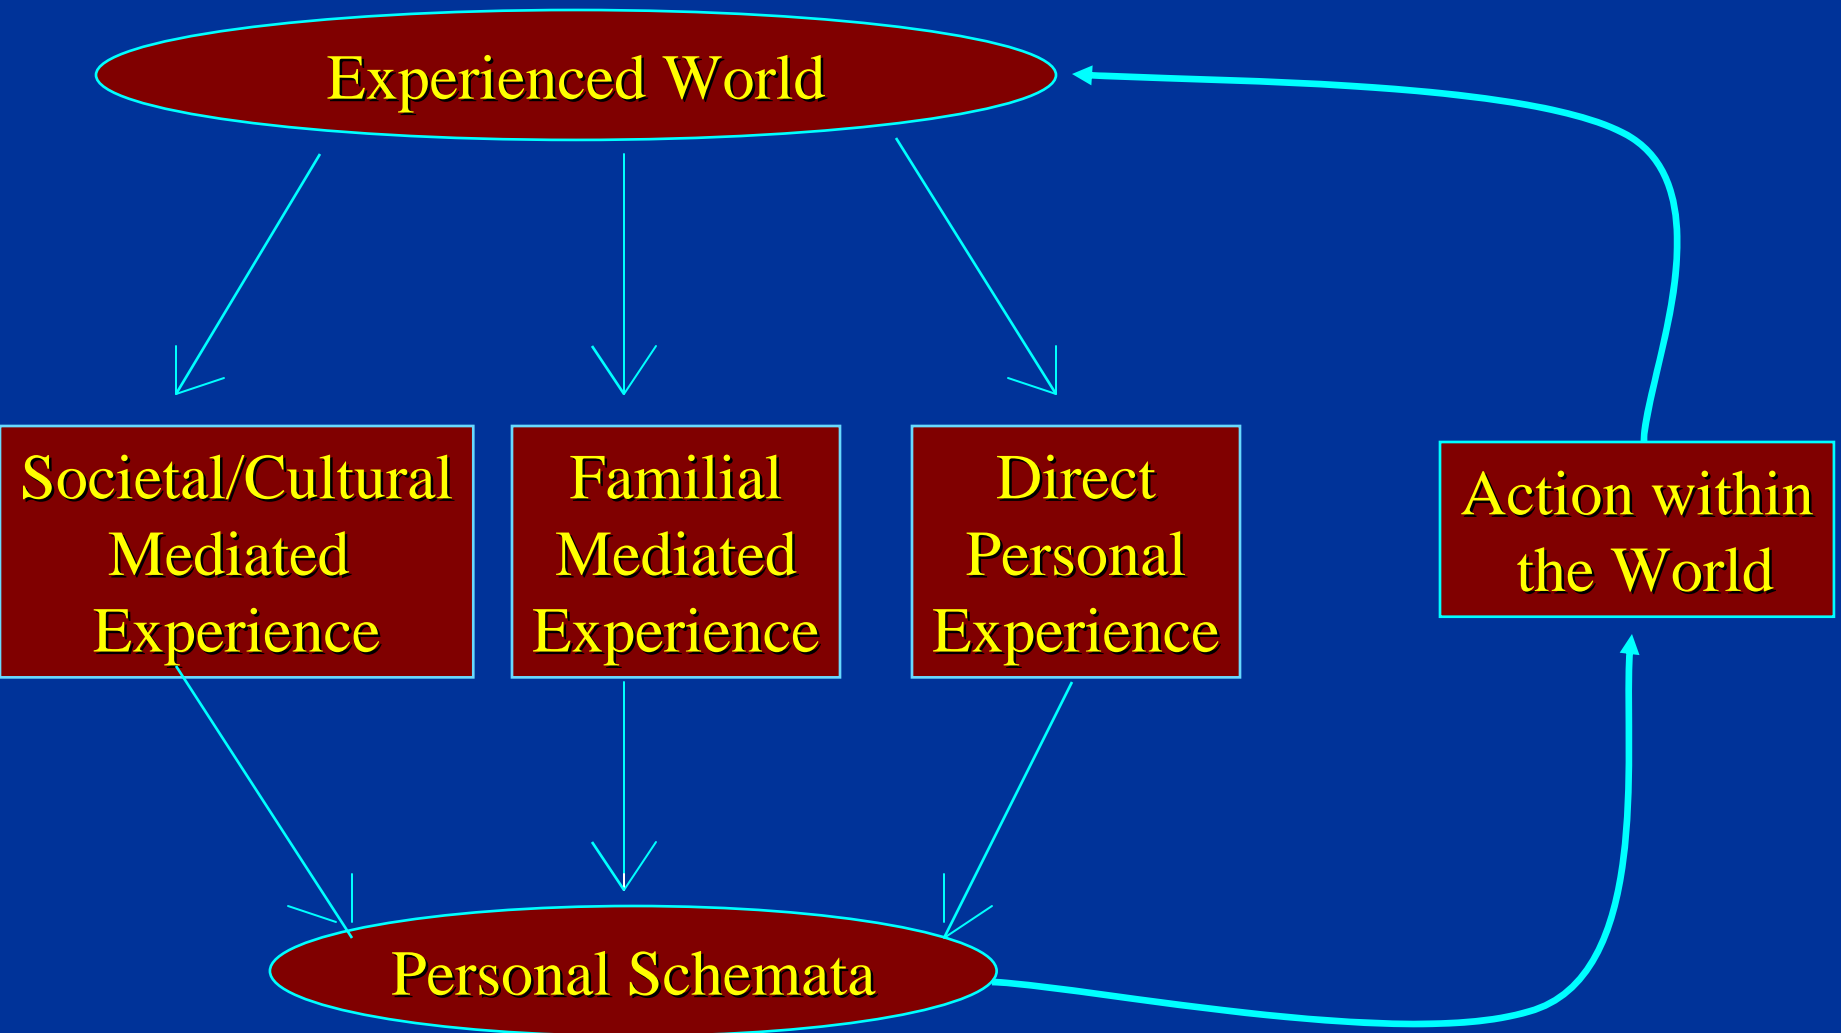 Experienced World
Societal/Cultural
Mediated
Experience
Familial
Mediated
Experience
Direct
Personal
Experience
Action within
the World
Personal Schemata